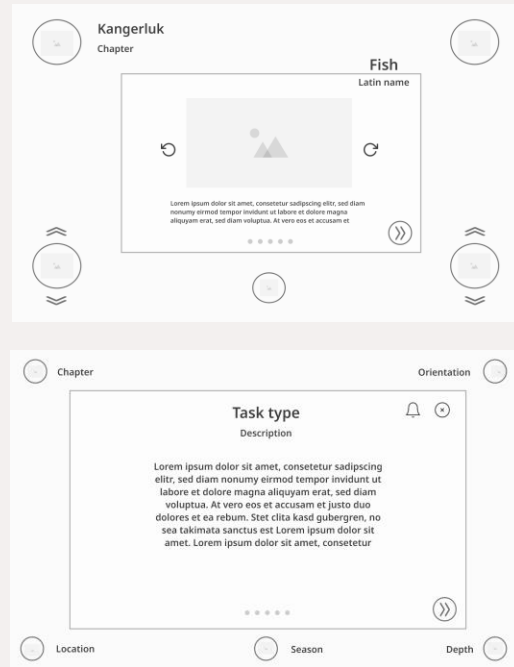 Kangerluk
Chapter
Fish
Latin name
Lorem ipsum dolor sit amet, consetetur sadipscing elitr, sed diam
nonumy eirmod tempor invidunt ut labore et dolore magna
aliquyam erat, sed diam voluptua. At vero eos et accusam et
Chapter
Orientation
Task type
Description
Lorem ipsum dolor sit amet, consetetur sadipscing
elitr, sed diam nonumy eirmod tempor invidunt ut
labore et dolore magna aliquyam erat, sed diam
voluptua. At vero eos et accusam et justo duo
dolores et ea rebum. Stet clita kasd gubergren, no
sea takimata sanctus est Lorem ipsum dolor sit
amet. Lorem ipsum dolor sit amet, consetetur
Location
Season
Depth